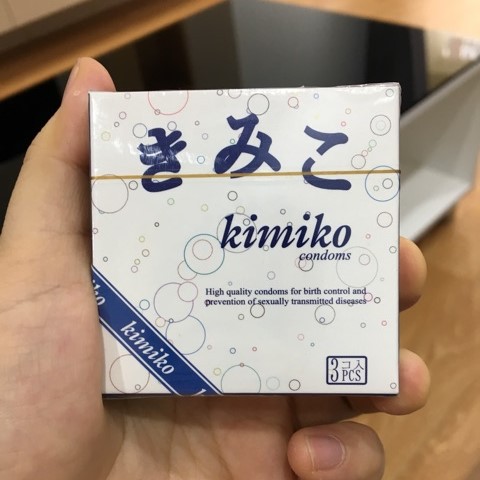 きみこ
kimiko
condoms
High quality condoms for birth control and
prevention of sexually transmitted diseases
kimiko
3コ入
PCS